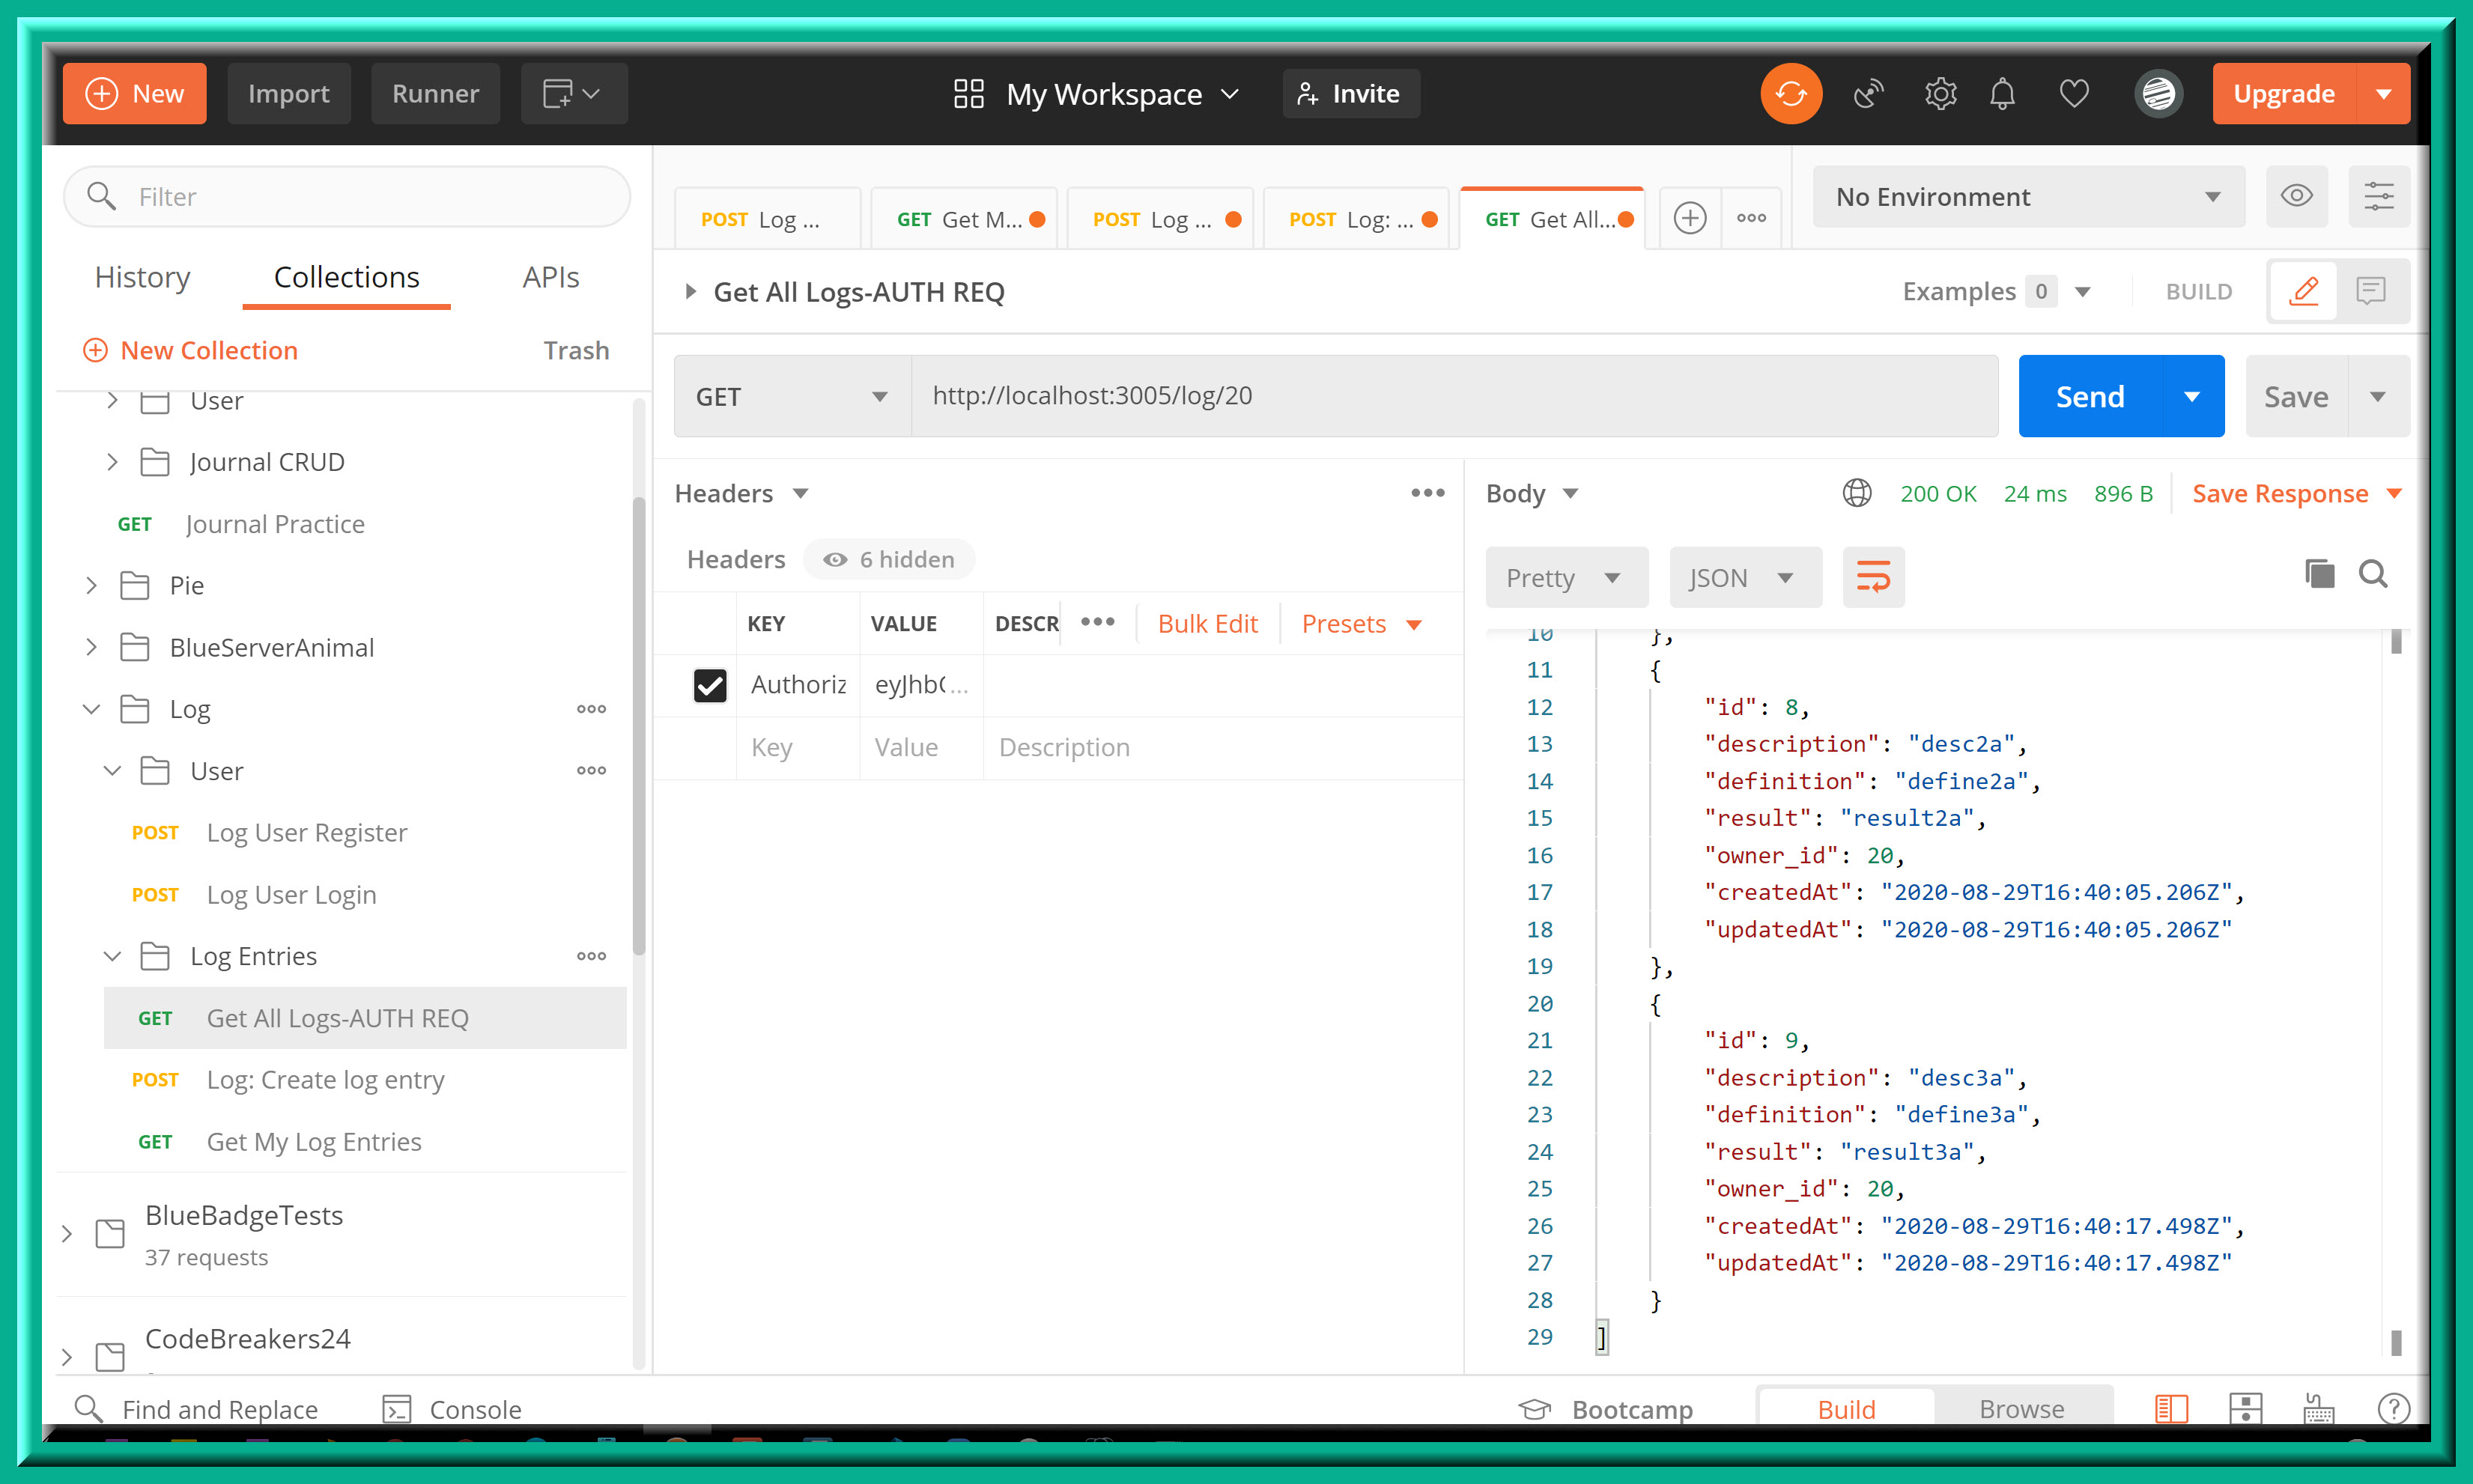 New Import Runner My Workspace Invite Upgrade
Filter
History Collections APIs
New Collection Trash
User
Journal CRUD
GET Journal Practice
Pie
BlueServerAnimal
Log
User
POST Log User Register
POST Log User Login
Log Entries
GET Get All Logs-AUTH REQ
POST Log: Create log entry
GET Get My Log Entries
BlueBadgeTests
37 requests
CodeBreakers24
POST Log ... GET Get M... POST Log ... POST Log: ... GET Get All... No Environment
Get All Logs-AUTH REQ Examples 0 BUILD
GET http://localhost:3005/log/20 Send Save
Headers
Headers 6 hidden
KEY VALUE DESCR Bulk Edit Presets
Authoriz eyJhb...
Key Value Description
Body 200 OK 24 ms 896 B Save Response
Pretty JSON
10 },
11 {
12 "id": 8,
13 "description": "desc2a",
14 "definition": "define2a",
15 "result": "result2a",
16 "owner_id": 20,
17 "createdAt": "2020-08-29T16:40:05.206Z",
18 "updatedAt": "2020-08-29T16:40:05.206Z"
19 },
20 {
21 "id": 9,
22 "description": "desc3a",
23 "definition": "define3a",
24 "result": "result3a",
25 "owner_id": 20,
26 "createdAt": "2020-08-29T16:40:17.498Z",
27 "updatedAt": "2020-08-29T16:40:17.498Z"
28 }
29 ]
Find and Replace Console Bootcamp Build Browse